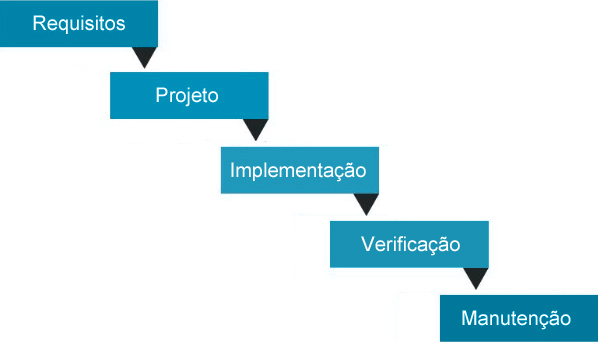 Requisitos
Projeto
Implementação
Verificação
Manutenção